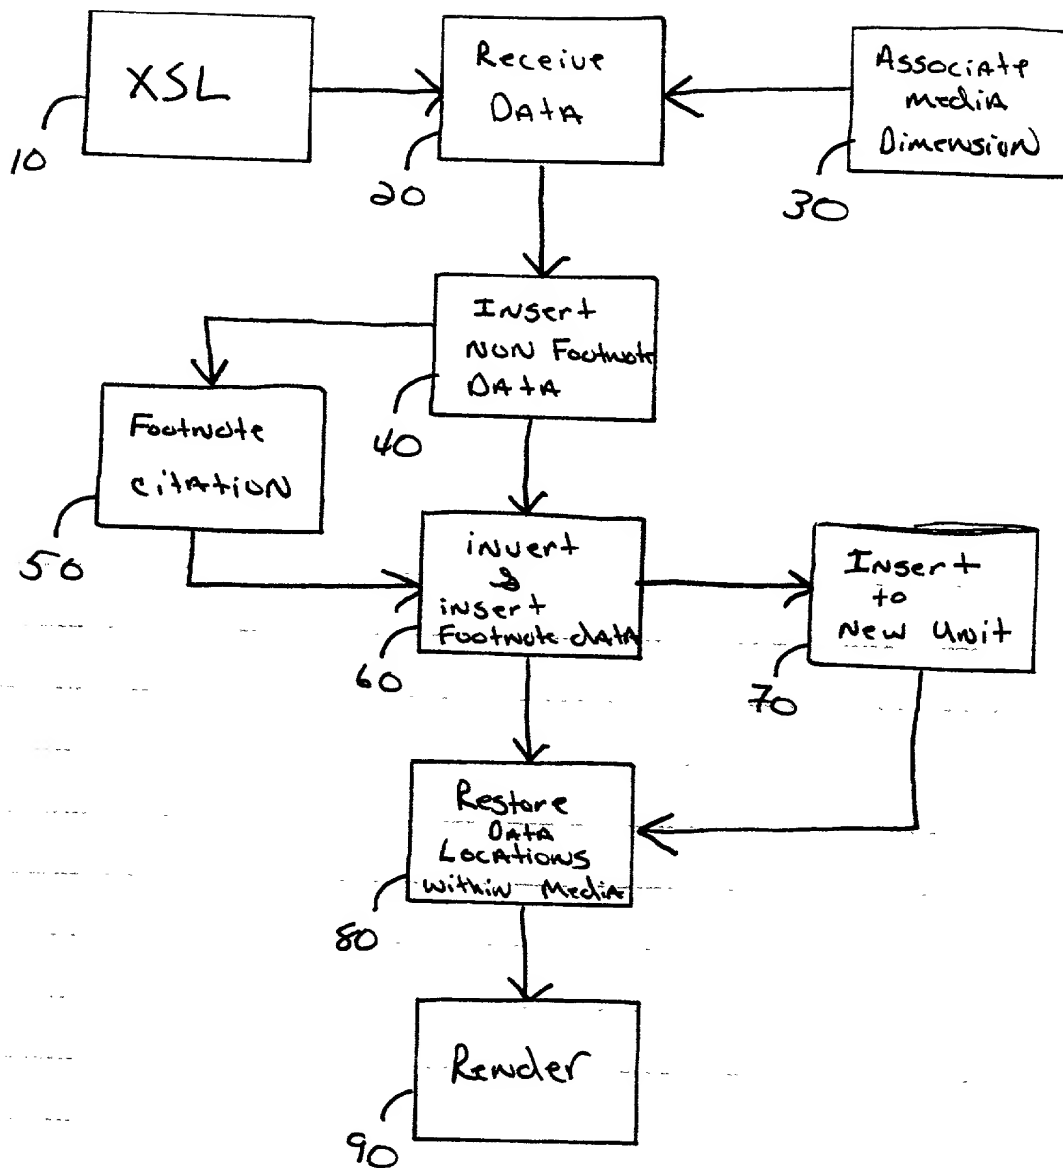 XSL
10
Receive
DATA
20
Associate
Media
Dimension
30
Insert
NON Footnote
DATA
40
Footnote
citation
50
invert
&
insert
Footnote data
60
Insert
to
New Unit
70
Restore
Data
Locations
within Media
80
Render
90